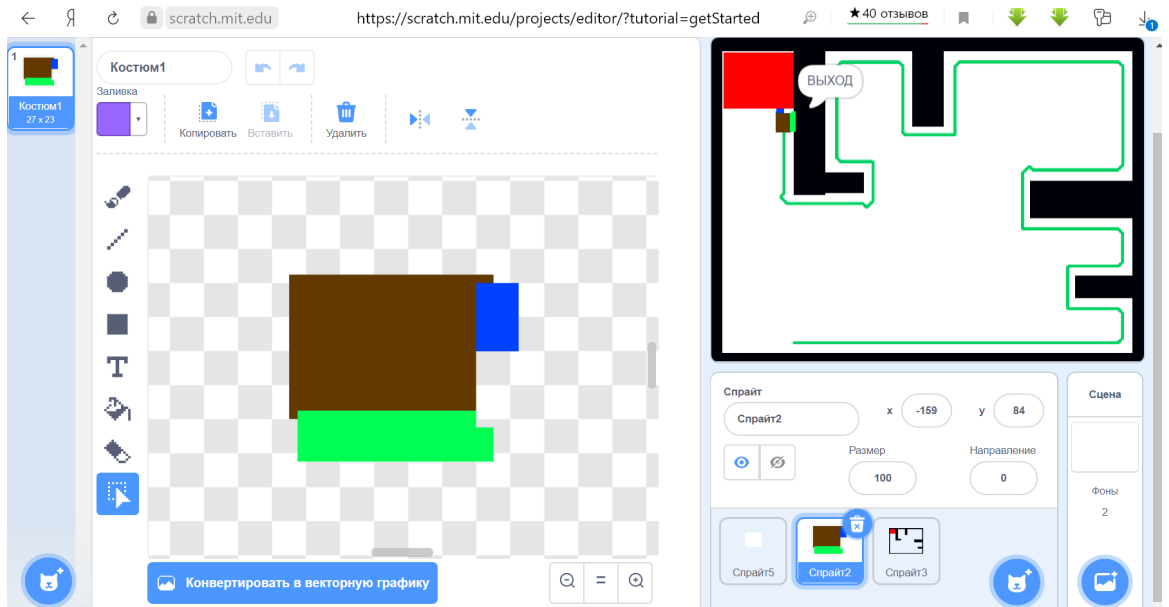 Я
scratch.mit.edu
https://scratch.mit.edu/projects/editor/?tutorial=getStarted
★40 отзывов
1
1
Костюм1
27 x 23
Костюм1
Заливка
Копировать
Вставить
Удалить
T
Конвертировать в векторную графику
=
ВЫХОД
Спрайт
Спрайт2
x
-159
y
84
Размер
100
Направление
0
Спрайт5
Спрайт2
Спрайт3
Сцена
Фоны
2